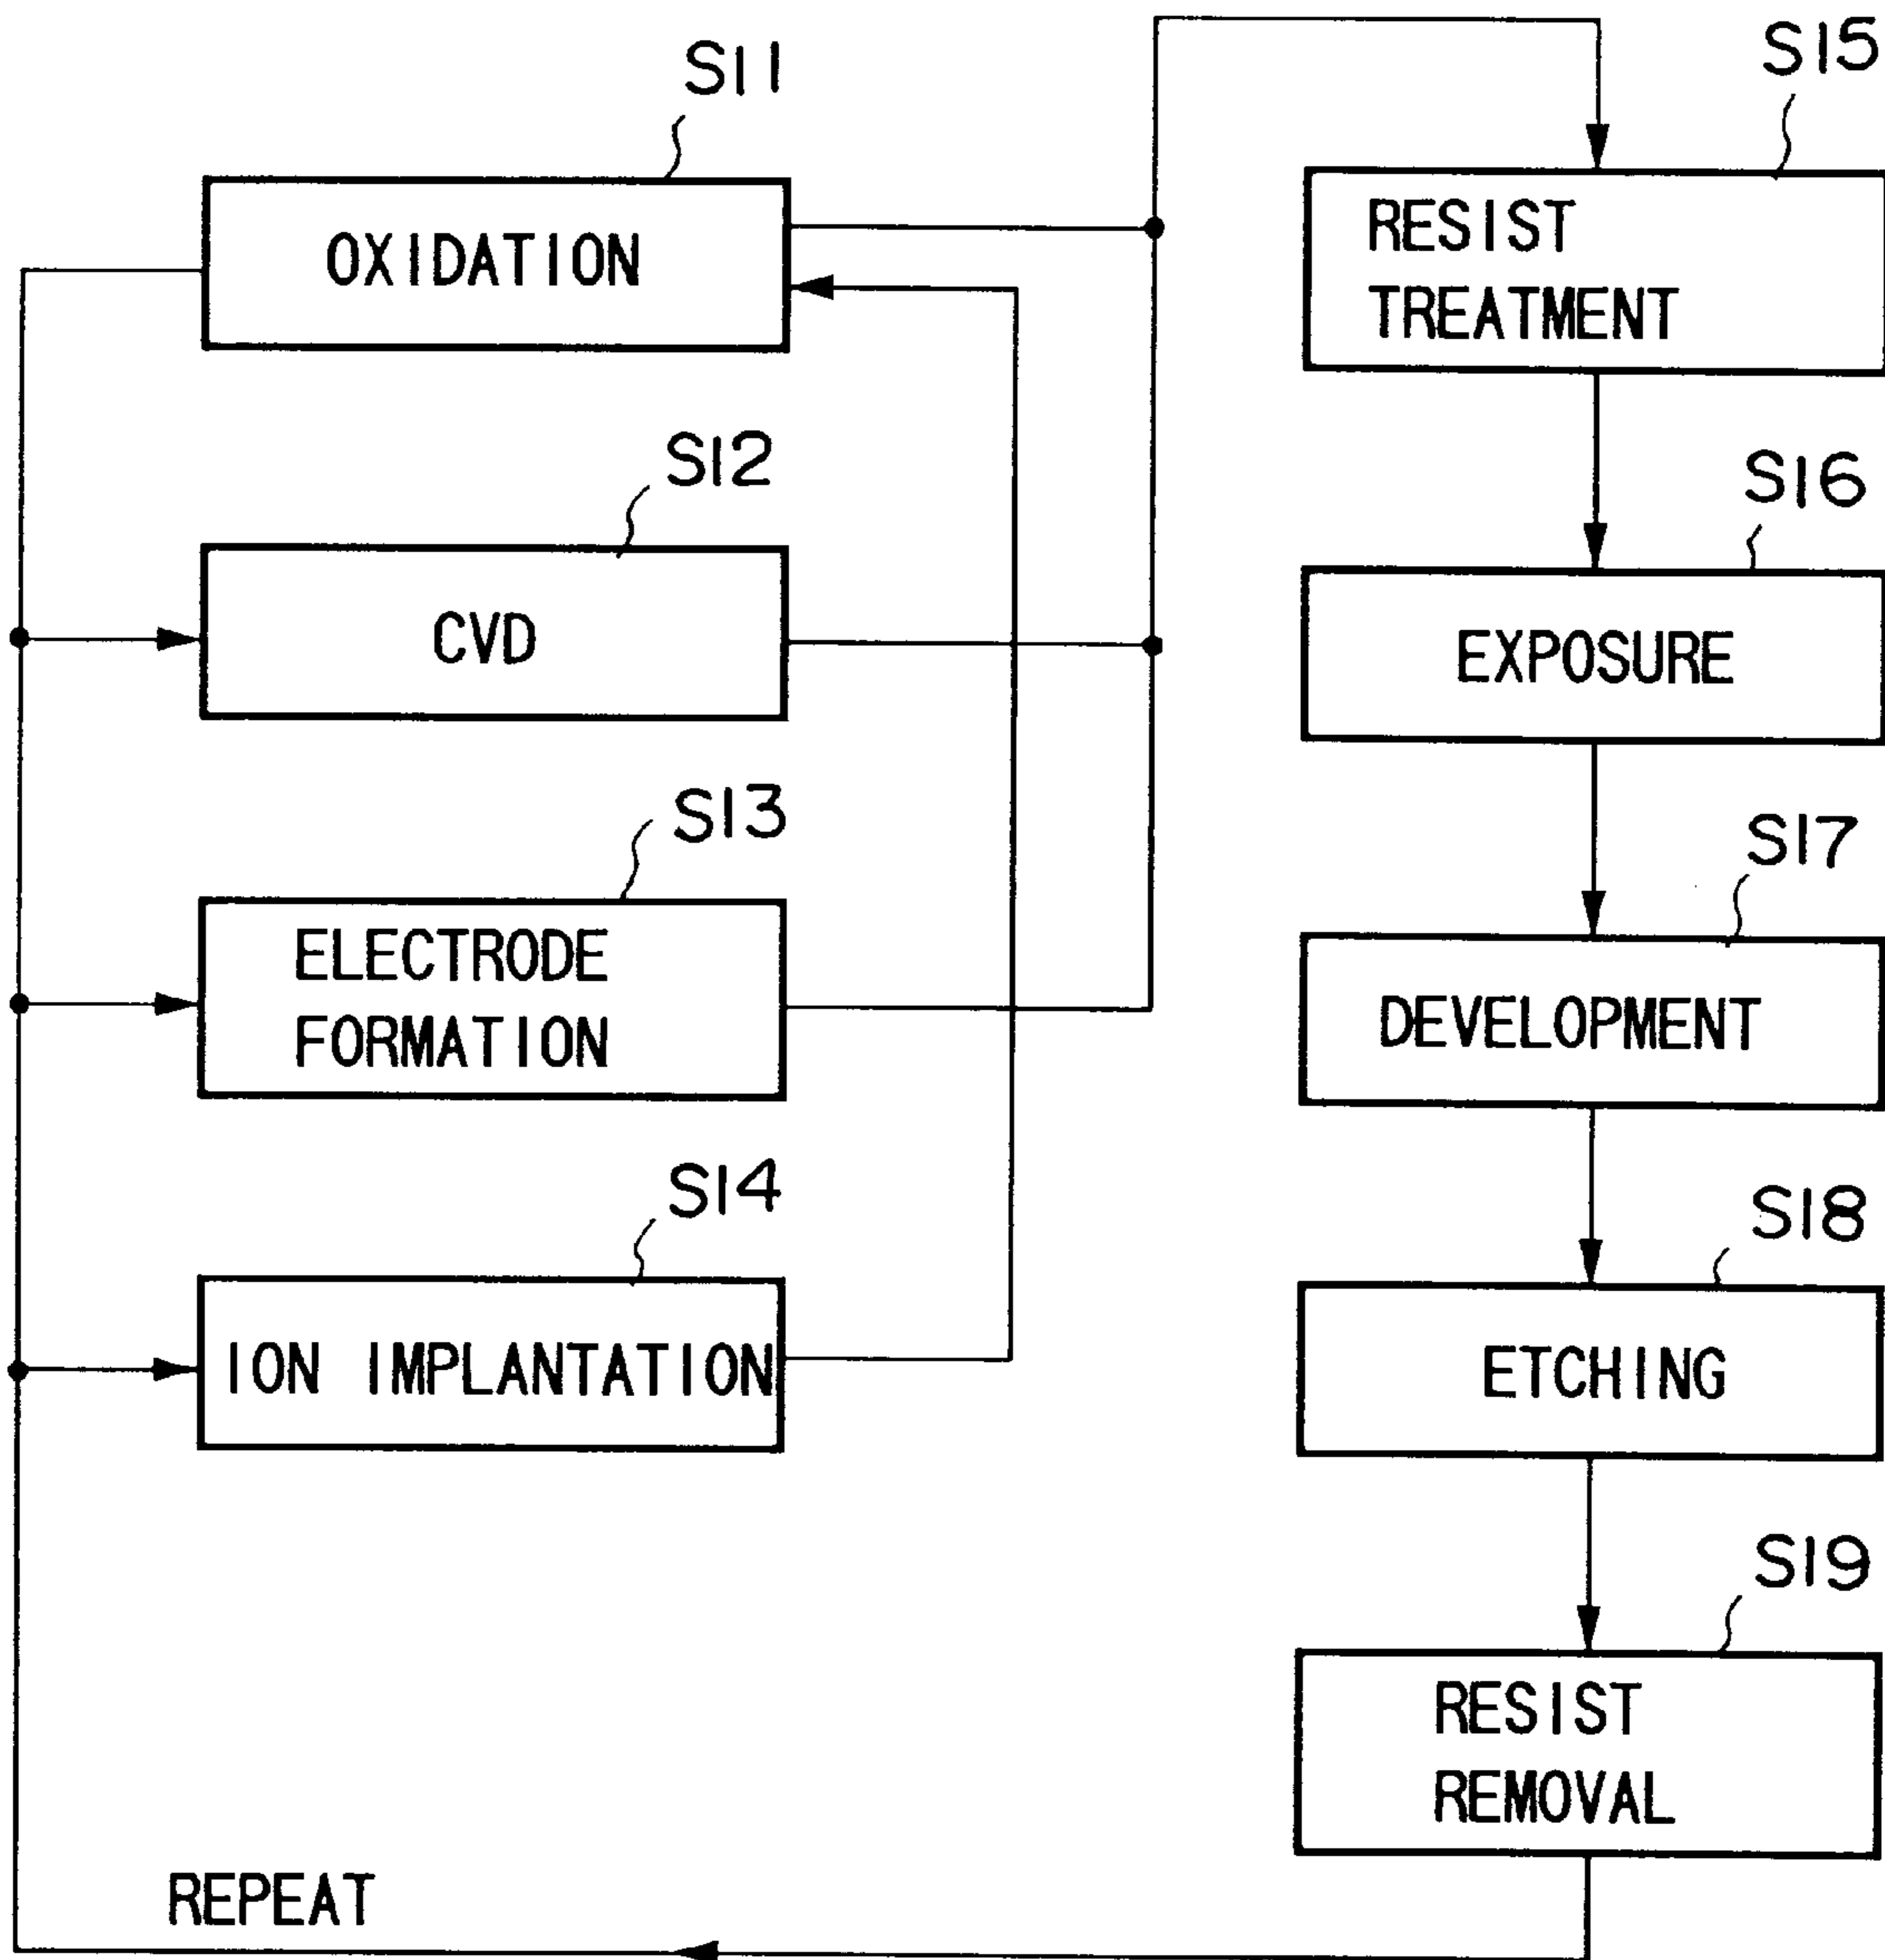 S11
OXIDATION
S12
CVD
S13
ELECTRODE
FORMATION
S14
ION IMPLANTATION
S15
RESIST
TREATMENT
S16
EXPOSURE
S17
DEVELOPMENT
S18
ETCHING
S19
RESIST
REMOVAL
REPEAT